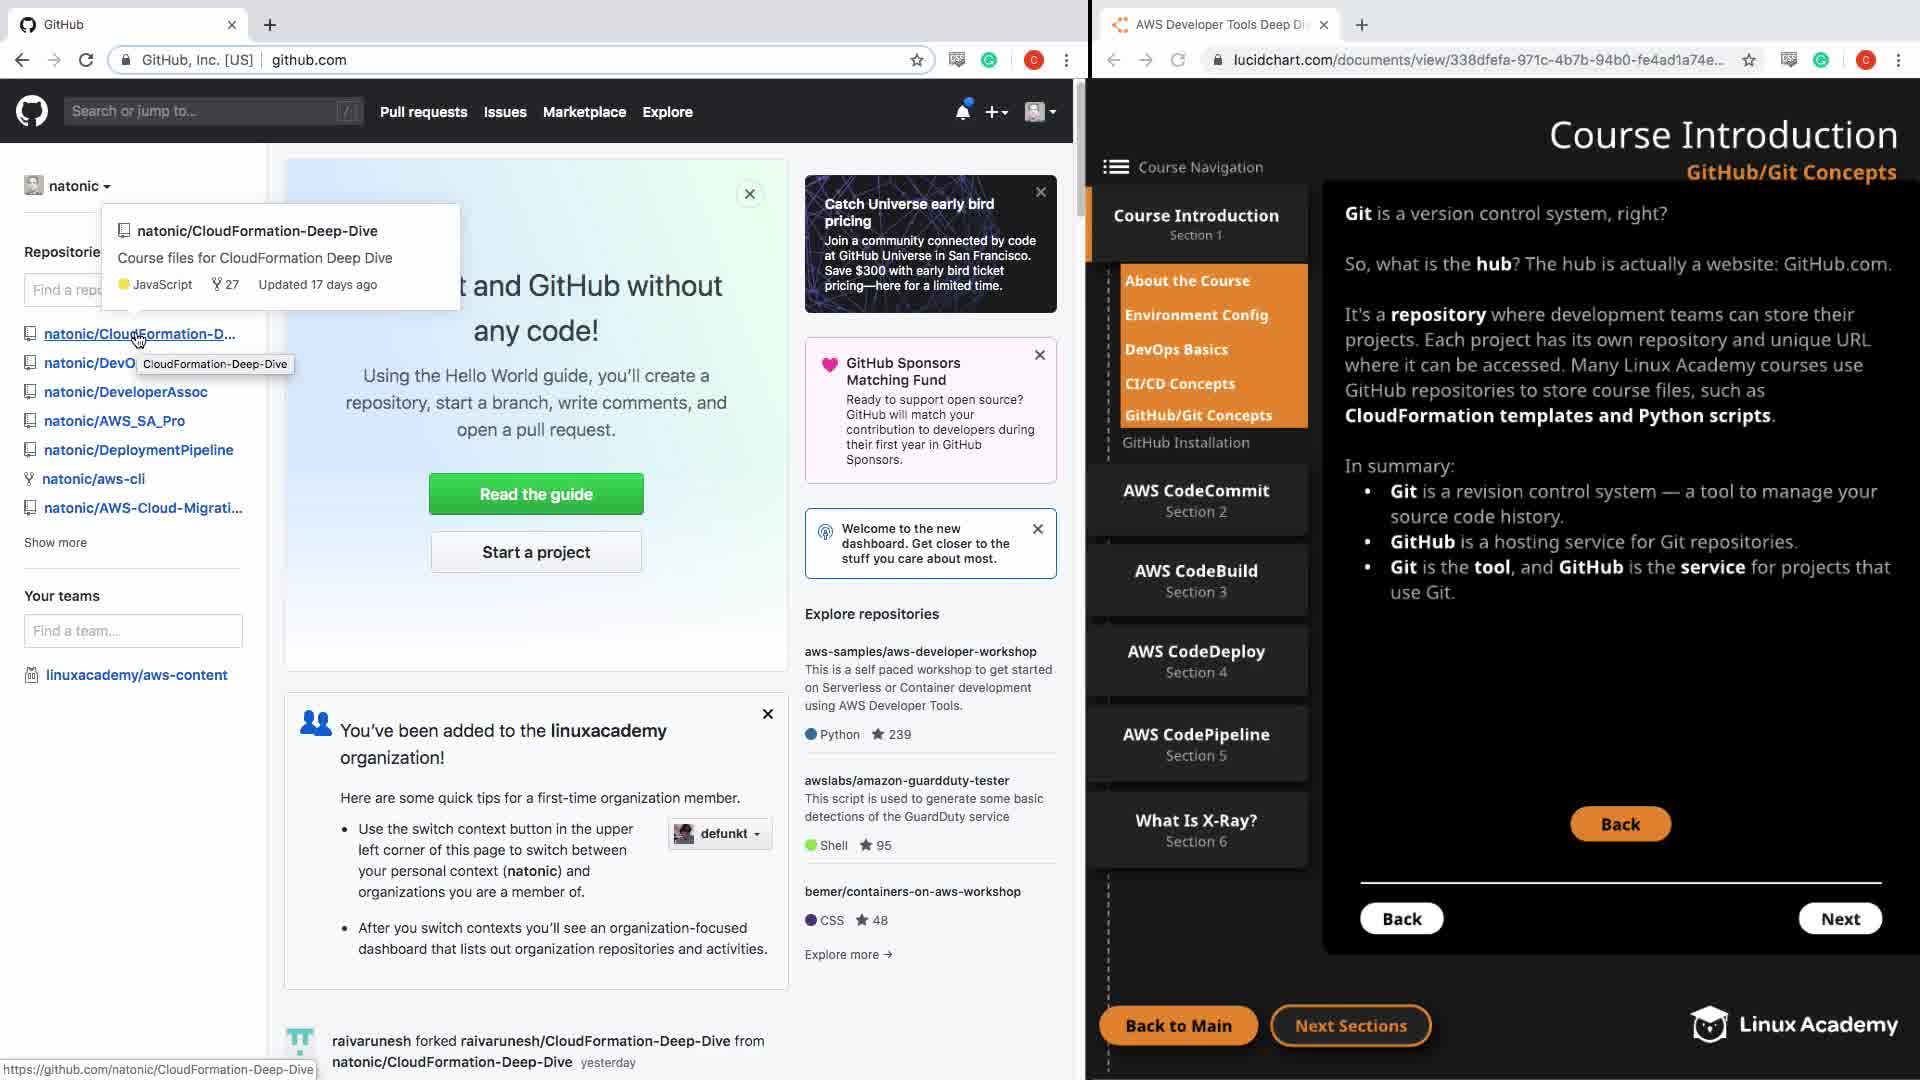 GitHub
GitHub, Inc. [US] | github.com
Search or jump to...
/
Pull requests
Issues
Marketplace
Explore
natonic
Repositorie
natonic/CloudFormation-Deep-Dive
Course files for CloudFormation Deep Dive
JavaScript 27 Updated 17 days ago
Find a repo
natonic/CloudFormation-D...
natonic/DevO
CloudFormation-Deep-Dive
natonic/DeveloperAssoc
natonic/AWS_SA_Pro
natonic/DeploymentPipeline
natonic/aws-cli
natonic/AWS-Cloud-Migrati...
Show more
Your teams
Find a team...
linuxacademy/aws-content
t and GitHub without
any code!
Using the Hello World guide, you’ll create a
repository, start a branch, write comments, and
open a pull request.
Read the guide
Start a project
You’ve been added to the linuxacademy
organization!
Here are some quick tips for a first-time organization member.
• Use the switch context button in the upper
left corner of this page to switch between
your personal context (natonic) and
organizations you are a member of.
defunkt
• After you switch contexts you’ll see an organization-focused
dashboard that lists out organization repositories and activities.
raivarunesh forked raivarunesh/CloudFormation-Deep-Dive from
natonic/CloudFormation-Deep-Dive yesterday
https://github.com/natonic/CloudFormation-Deep-Dive
Catch Universe early bird
pricing
Join a community connected by code
at GitHub Universe in San Francisco.
Save $300 with early bird ticket
pricing—here for a limited time.
GitHub Sponsors
Matching Fund
Ready to support open source?
GitHub will match your
contribution to developers during
their first year in GitHub
Sponsors.
Welcome to the new
dashboard. Get closer to the
stuff you care about most.
Explore repositories
aws-samples/aws-developer-workshop
This is a self paced workshop to get started
on Serverless or Container development
using AWS Developer Tools.
Python 239
awslabs/amazon-guardduty-tester
This script is used to generate some basic
detections of the GuardDuty service
Shell 95
bemer/containers-on-aws-workshop
CSS 48
Explore more →
AWS Developer Tools Deep Di
lucidchart.com/documents/view/338dfefa-971c-4b7b-94b0-fe4ad1a74e...
C
C
Course Introduction
GitHub/Git Concepts
Course Navigation
Course Introduction
Section 1
About the Course
Environment Config
DevOps Basics
CI/CD Concepts
GitHub/Git Concepts
GitHub Installation
AWS CodeCommit
Section 2
AWS CodeBuild
Section 3
AWS CodeDeploy
Section 4
AWS CodePipeline
Section 5
What Is X-Ray?
Section 6
Git is a version control system, right?
So, what is the hub? The hub is actually a website: GitHub.com.
It's a repository where development teams can store their
projects. Each project has its own repository and unique URL
where it can be accessed. Many Linux Academy courses use
GitHub repositories to store course files, such as
CloudFormation templates and Python scripts.
In summary:
• Git is a revision control system — a tool to manage your
source code history.
• GitHub is a hosting service for Git repositories.
• Git is the tool, and GitHub is the service for projects that
use Git.
Back
Back
Next
Back to Main
Next Sections
Linux Academy